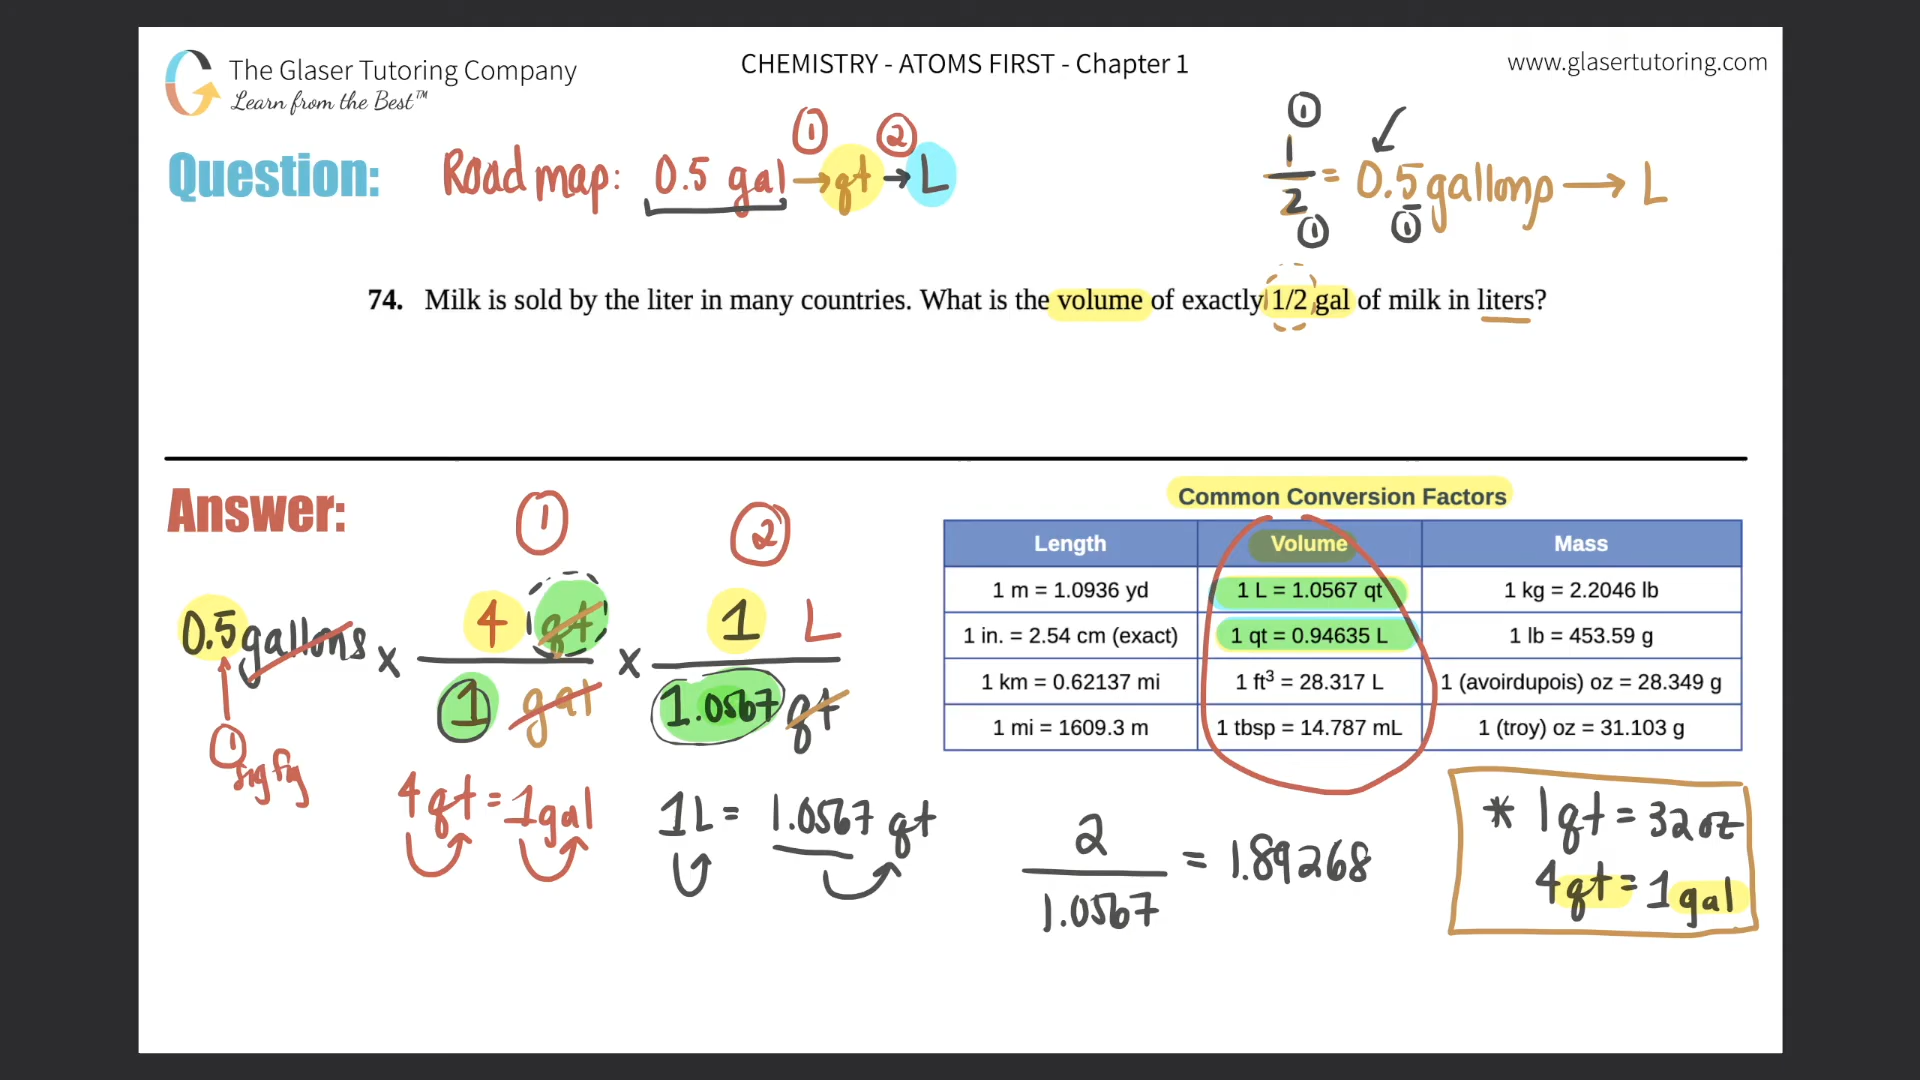 The Glaser Tutoring Company
Learn from the Best™
CHEMISTRY - ATOMS FIRST - Chapter 1
www.glasertutoring.com
Question:
Road map: 0.5 gal → qt → L
1 2
1
1/2 = 0.5 gallons → L
1 1
74. Milk is sold by the liter in many countries. What is the volume of exactly 1/2 gal of milk in liters?
Answer:
1 2
0.5 gallons x 4 qt / 1 gal x 1 L / 1.0567 qt
1 sig fig
4 qt = 1 gal
1 L = 1.0567 qt
Common Conversion Factors
Length Volume Mass
1 m = 1.0936 yd 1 L = 1.0567 qt 1 kg = 2.2046 lb
1 in. = 2.54 cm (exact) 1 qt = 0.94635 L 1 lb = 453.59 g
1 km = 0.62137 mi 1 ft³ = 28.317 L 1 (avoirdupois) oz = 28.349 g
1 mi = 1609.3 m 1 tbsp = 14.787 mL 1 (troy) oz = 31.103 g
2 / 1.0567 = 1.89268
* 1 qt = 32 oz
4 qt = 1 gal